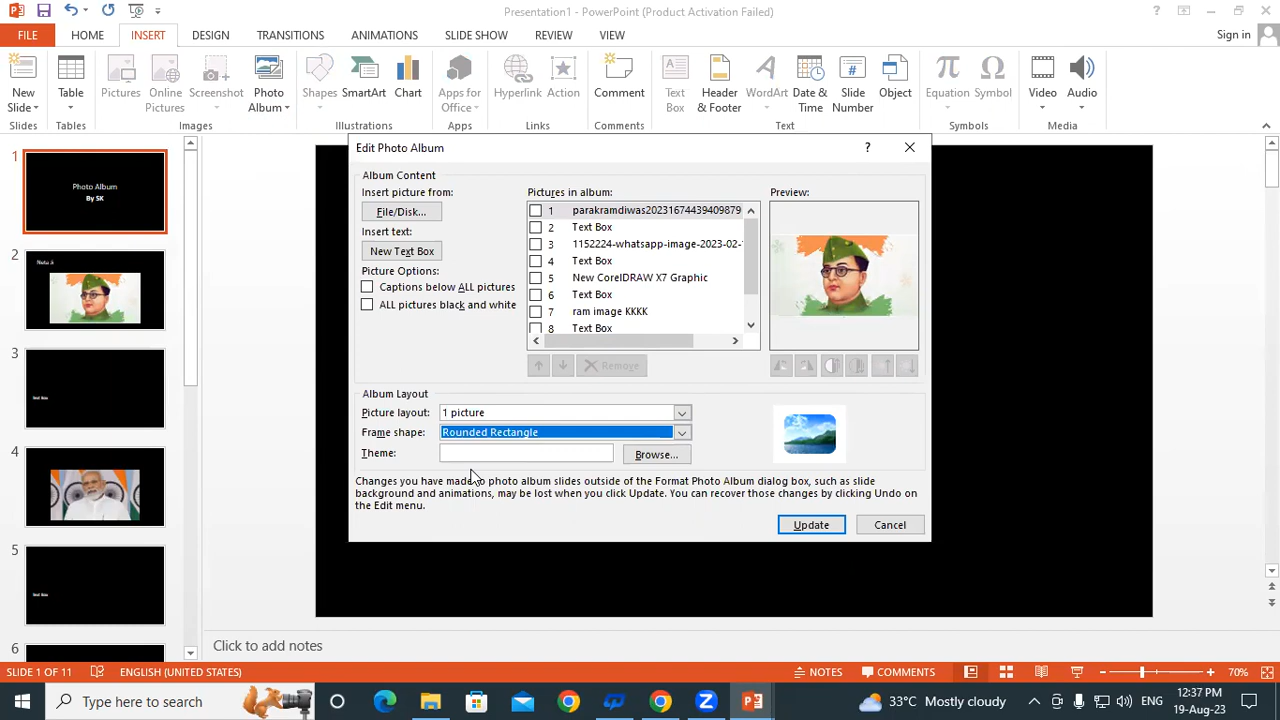 Presentation1 - PowerPoint (Product Activation Failed)
FILE HOME INSERT DESIGN TRANSITIONS ANIMATIONS SLIDE SHOW REVIEW VIEW Sign in
New Slide Table Pictures Online Pictures Screenshot Photo Album Shapes SmartArt Chart Apps for Office Hyperlink Action Comment Text Box Header & Footer WordArt Date & Time Slide Number Object Equation Symbol Video Audio
Slides Tables Images Illustrations Apps Links Comments Text Symbols Media
1
Photo Album
By SK
2
3
Text Box
4
5
Text Box
6
Edit Photo Album
?
Album Content
Insert picture from:
File/Disk...
Insert text:
New Text Box
Picture Options:
Captions below ALL pictures
ALL pictures black and white
Pictures in album:
1 parakramdiwas20231674439409879
2 Text Box
3 1152224-whatsapp-image-2023-02-
4 Text Box
5 New CorelDRAW X7 Graphic
6 Text Box
7 ram image KKKK
8 Text Box
Remove
Preview:
Album Layout
Picture layout: 1 picture
Frame shape: Rounded Rectangle
Theme:
Browse...
Changes you have made to photo album slides outside of the Format Photo Album dialog box, such as slide
background and animations, may be lost when you click Update. You can recover those changes by clicking Undo on
the Edit menu.
Update Cancel
Click to add notes
SLIDE 1 OF 11 ENGLISH (UNITED STATES) NOTES COMMENTS 70%
Type here to search 33°C Mostly cloudy ENG 12:37 PM
19-Aug-23